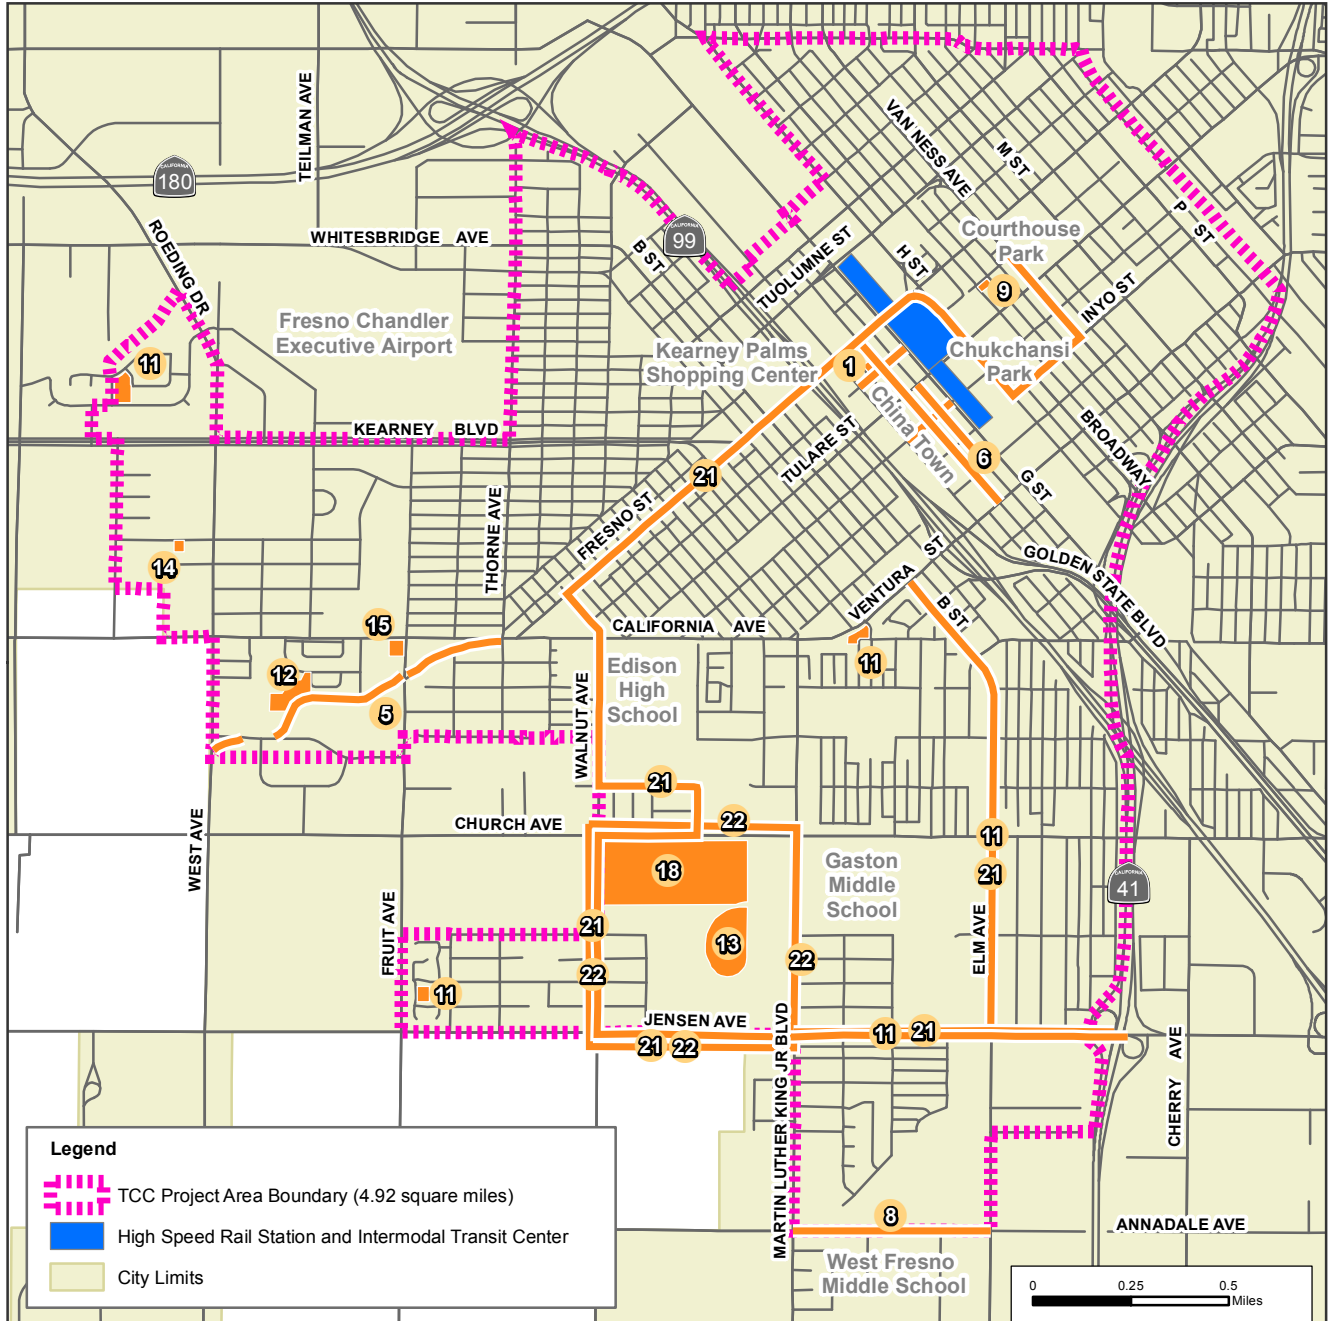 TEILMAN AVE
CALIFORNIA
180
ROEDING DR
WHITESBRIDGE AVE
B ST
CALIFORNIA
99
TUOLUMNE ST
VAN NESS AVE
M ST
P ST
H ST
Courthouse
Park
9
INYO ST
Fresno Chandler
Executive Airport
11
Kearney Palms
Shopping Center
1
Chukchansi
Park
China Town
KEARNEY BLVD
21
TULARE ST
6
G ST
BROADWAY
THORNE AVE
FRESNO ST
14
VENTURA ST
GOLDEN STATE BLVD
B ST
15
CALIFORNIA AVE
11
12
5
Edison
High
School
WALNUT AVE
21
22
CHURCH AVE
WEST AVE
18
Gaston
Middle
School
11
21
CALIFORNIA
41
FRUIT AVE
21
13
22
22
ELM AVE
11
JENSEN AVE
21
22
11
21
MARTIN LUTHER KING JR BLVD
CHERRY AVE
8
ANNADALE AVE
West Fresno
Middle School
Legend
TCC Project Area Boundary (4.92 square miles)
High Speed Rail Station and Intermodal Transit Center
City Limits
0
0.25
0.5
Miles